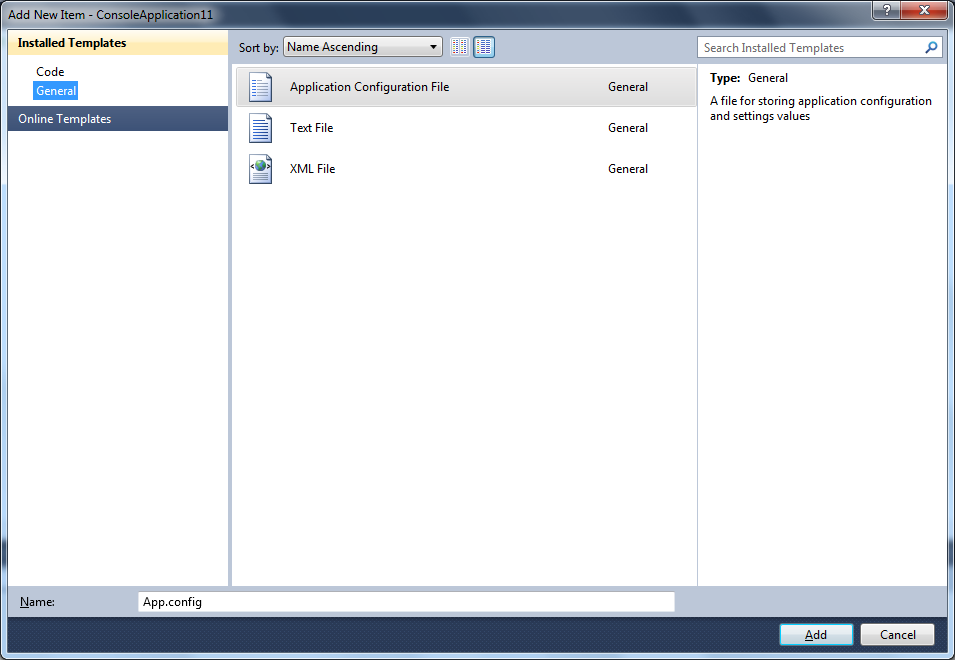 Add New Item - ConsoleApplication11
?
Installed Templates
Code
General
Online Templates
Sort by: Name Ascending
Application Configuration File General
Text File General
XML File General
Search Installed Templates
Type: General
A file for storing application configuration
and settings values
Name: App.config
Add Cancel